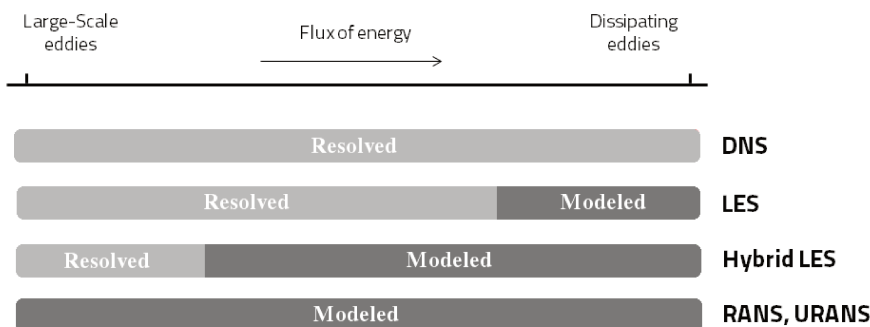 Large-Scale
eddies
Flux of energy
Dissipating
eddies
Resolved
DNS
Resolved
Modeled
LES
Resolved
Modeled
Hybrid LES
Modeled
RANS, URANS